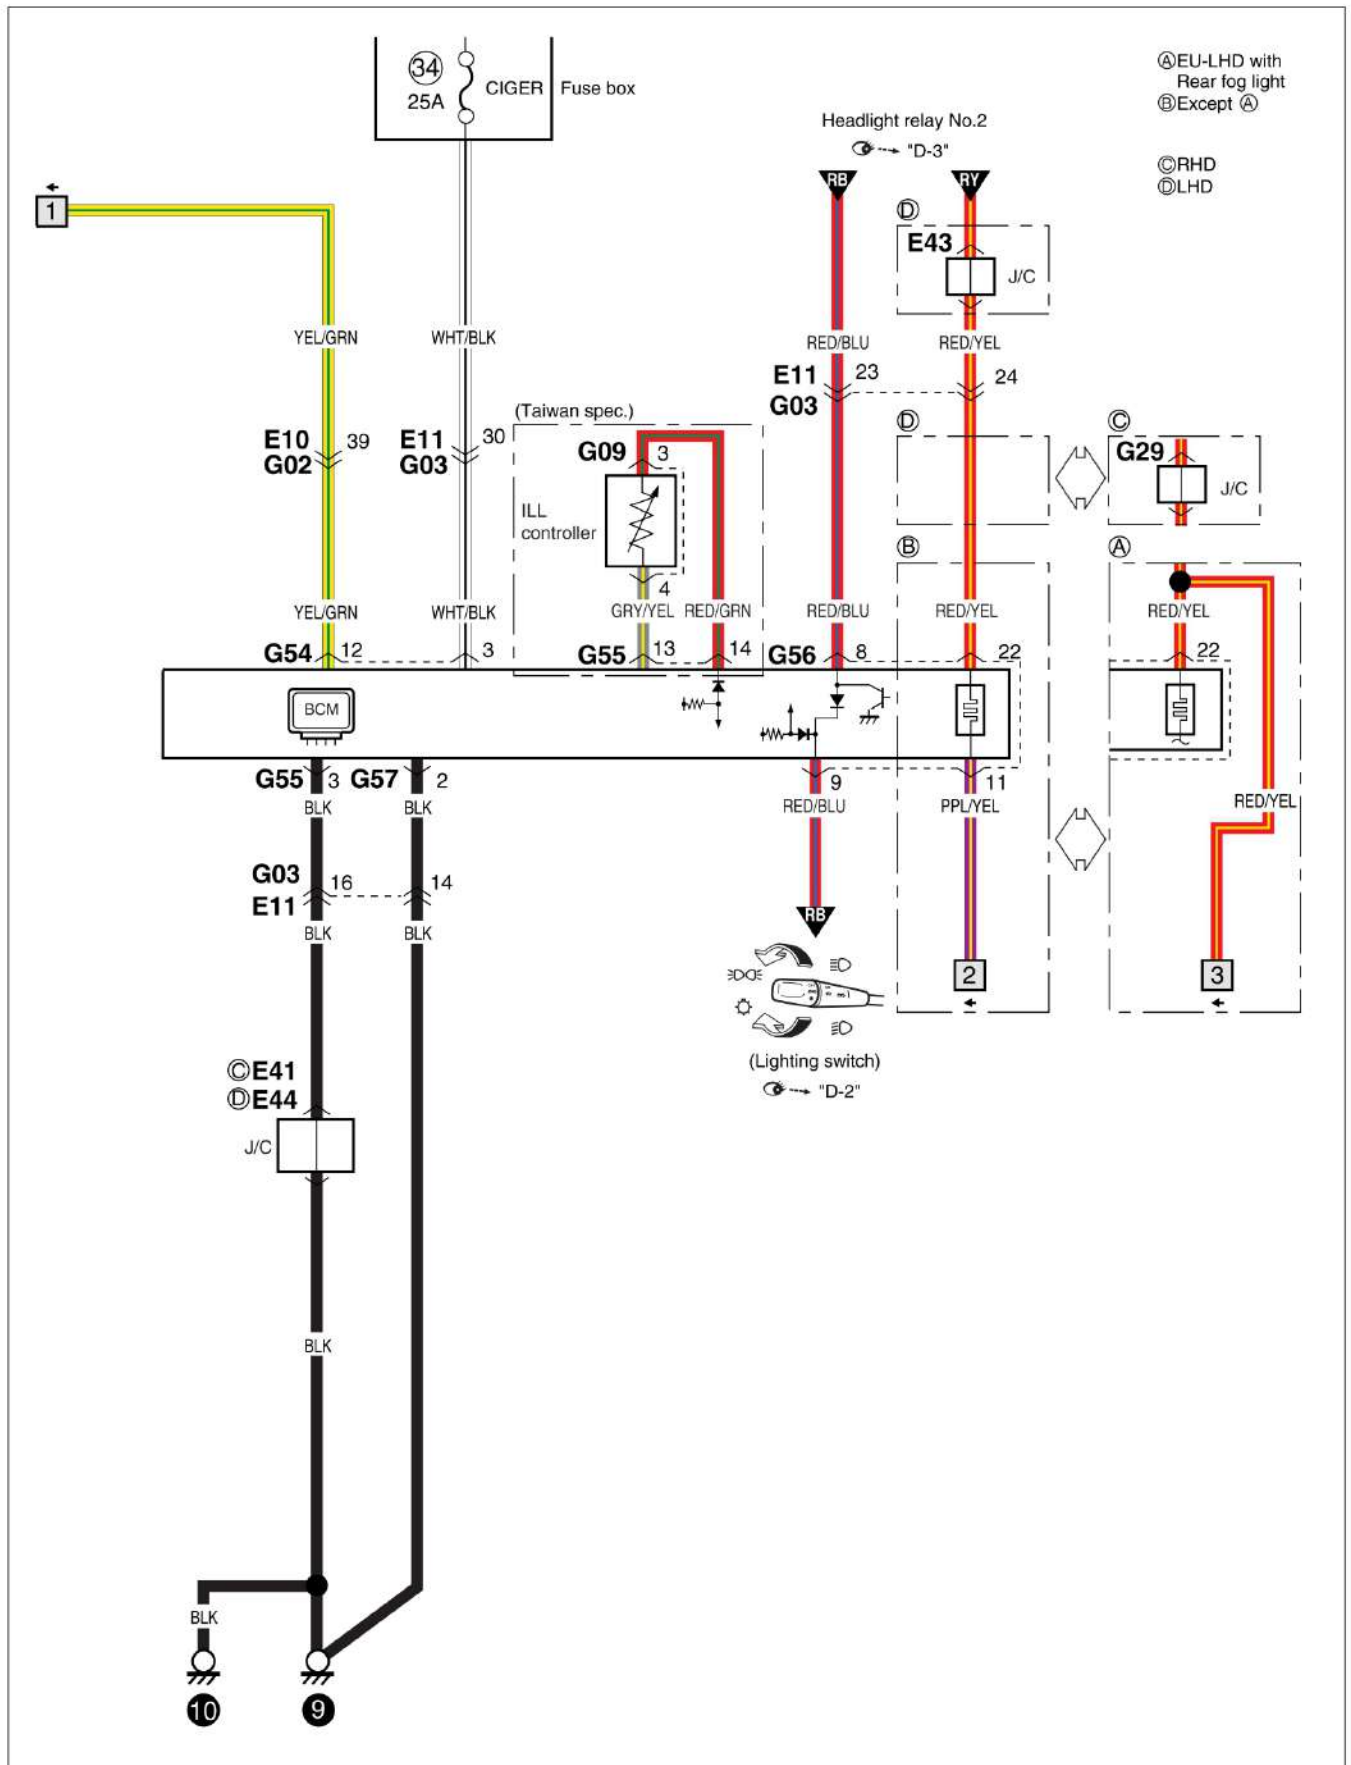 34
25A
CIGER
Fuse box
ⒶEU-LHD with
Rear fog light
ⒷExcept Ⓐ
ⒸRHD
ⒹLHD
Headlight relay No.2
"D-3"
RB
RY
1
Ⓓ
E43
J/C
YEL/GRN
WHT/BLK
RED/BLU
RED/YEL
E11
23
24
G03
(Taiwan spec.)
Ⓓ
Ⓒ
E10
39
G02
E11
30
G03
G09
3
G29
J/C
ILL
controller
Ⓑ
Ⓐ
4
YEL/GRN
WHT/BLK
GRY/YEL
RED/GRN
RED/BLU
RED/YEL
RED/YEL
G54
12
3
G55
13
14
G56
8
22
22
BCM
G55
3
G57
2
9
11
BLK
BLK
RED/BLU
PPL/YEL
RED/YEL
G03
16
14
E11
BLK
BLK
RB
2
3
(Lighting switch)
"D-2"
ⒸE41
ⒹE44
J/C
BLK
BLK
10
9